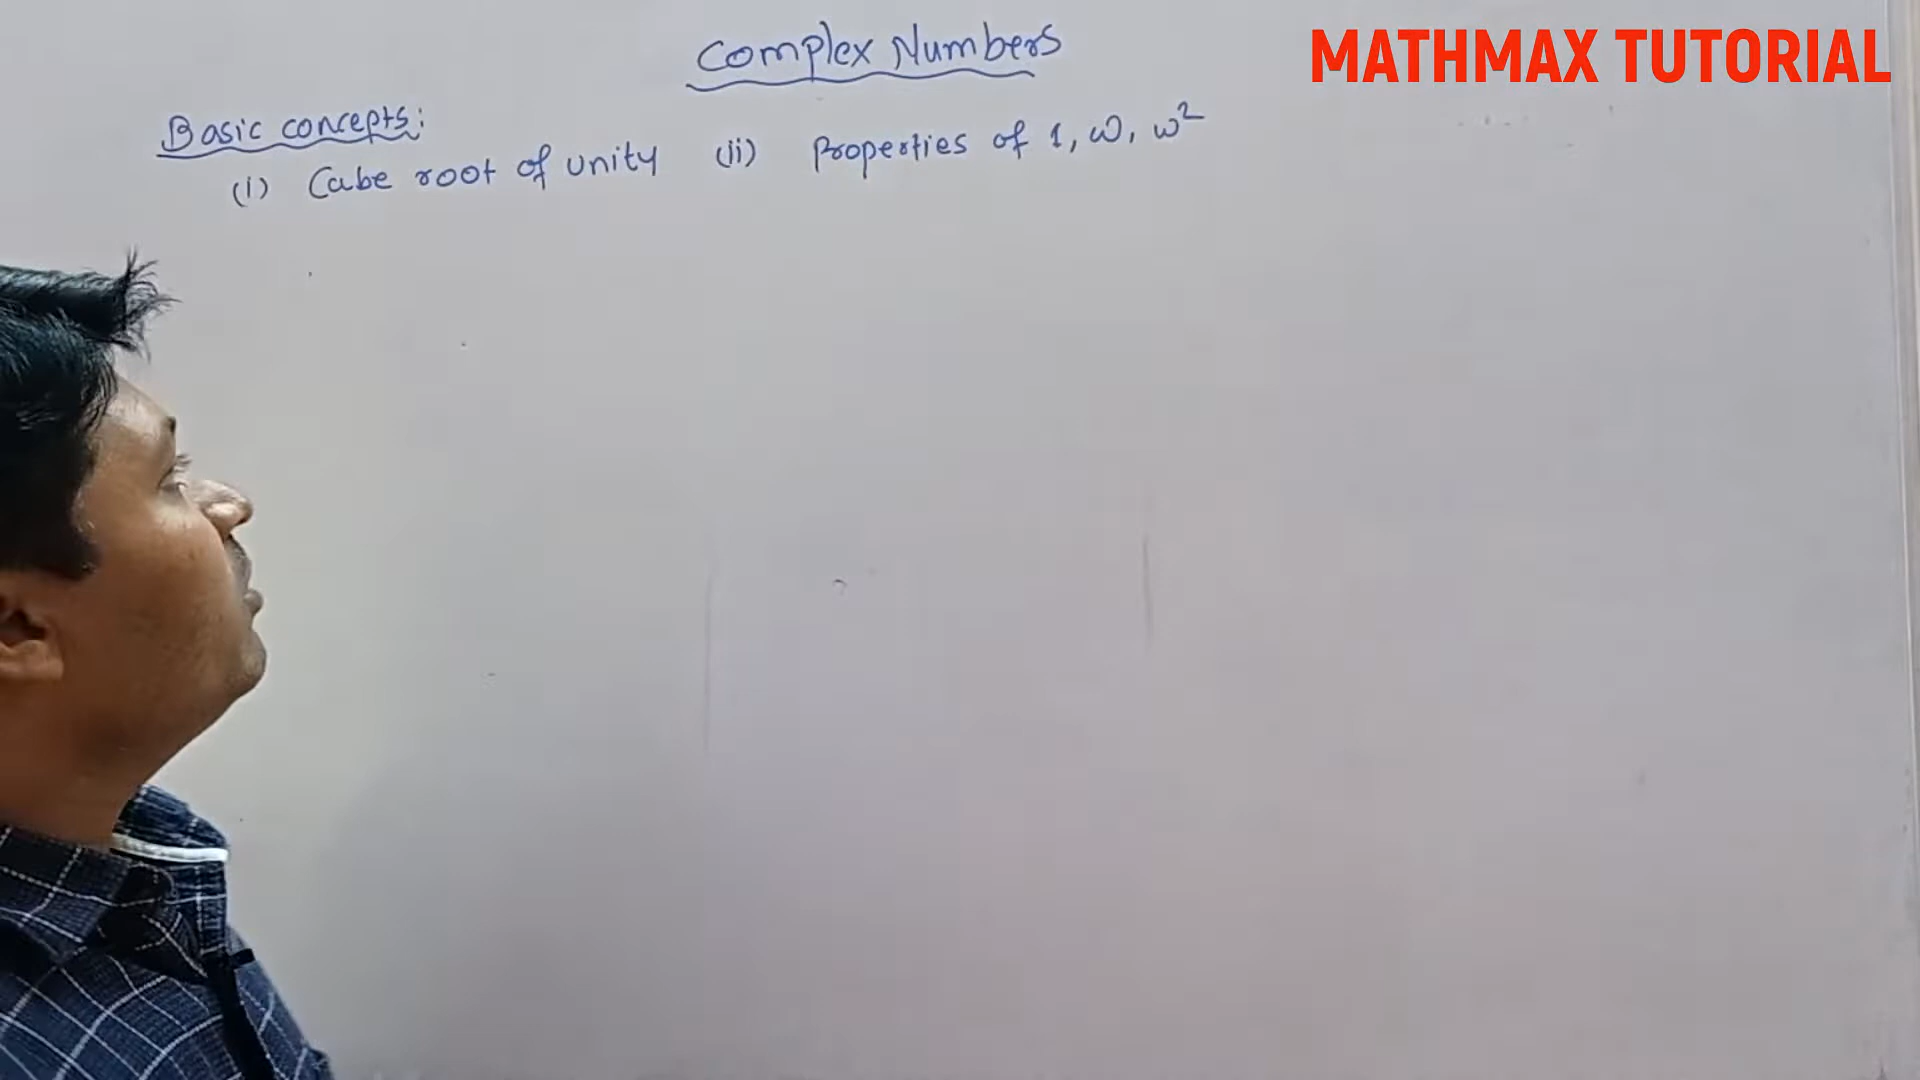 Complex Numbers
MATHMAX TUTORIAL
Basic concepts:
(i) Cube root of unity (ii) Properties of 1, ω, ω²